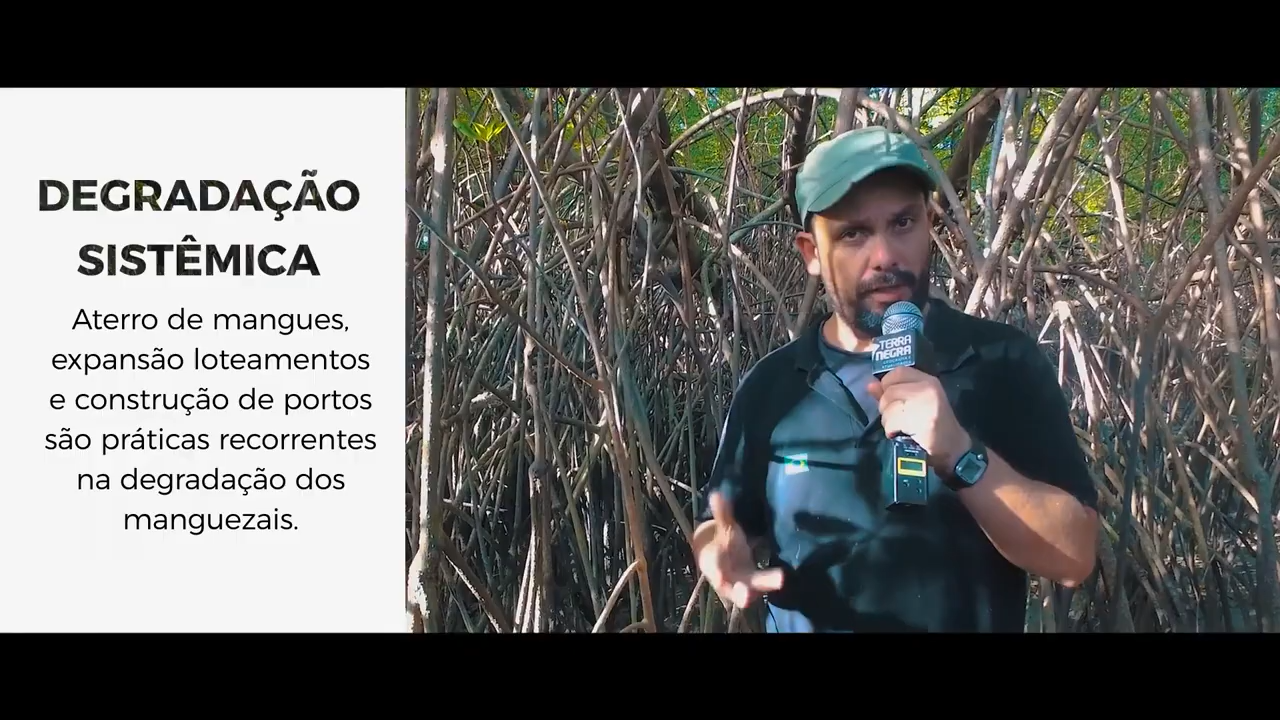 DEGRADAÇÃO
SISTÊMICA
Aterro de mangues,
expansão loteamentos
e construção de portos
são práticas recorrentes
na degradação dos
manguezais.
TERRA
NEGRA